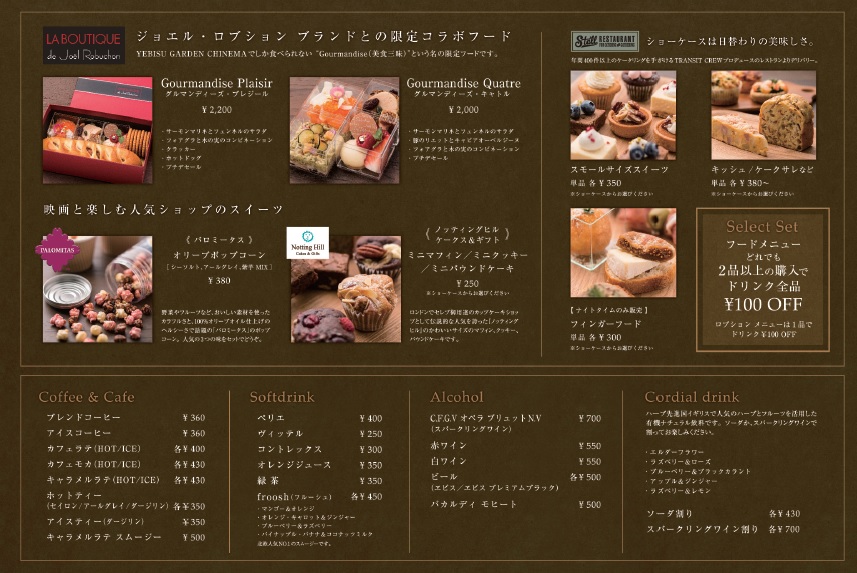 LA BOUTIQUE
de Joël Robuchon
ジョエル・ロブション ブランドとの限定コラボフード
YEBISU GARDEN CHINEMAでしか食べられない “Gourmandise(美食三昧)”という名の限定フードです。
Gourmandise Plaisir
グルマンディーズ・プレジール
¥2,200
・サーモンマリネとフェンネルのサラダ
・フォアグラと木の実のコンビネーション
・クラッカー
・ホットドッグ
・プチデセール
Gourmandise Quatre
グルマンディーズ・キャトル
¥2,000
・サーモンマリネとフェンネルのサラダ
・豚のリエットとキャビアオーベルジーヌ
・フォアグラと木の実のコンビネーション
・プチデセール
映画と楽しむ人気ショップのスイーツ
PALOMITAS
《 パロミータス 》
オリーブポップコーン
[シーソルト、アールグレイ、黄手 MIX]
¥380
野菜やフルーツなど、おいしい素材を使った
カラフルさと、100%オリーブオイル仕上げの
ヘルシーさで話題の「パロミータス」のポップ
コーン。人気の3つの味をセットでどうぞ。
Notting Hill
Cakes & Gifts
《 ノッティングヒル
ケークス&ギフト 》
ミニマフィン/ミニクッキー
/ミニパウンドケーキ
¥250
※ショーケースからお選びください
ロンドンでセレブ御用達のカップケーキショッ
プとして伝説的な人気を誇った「ノッティング
ヒル」のかわいいサイズのマフィン、クッキー、
パウンドケーキです。
RESTAURANT
ショーケースは日替わりの美味しさ。
年間400件以上のケータリングを手がけるTRANSIT CREWプロデュースのレストランよりデリバリー。
スモールサイズスイーツ
単品 各¥350
※ショーケースからお選びください
キッシュ/ケークサレなど
単品 各¥380~
※ショーケースからお選びください
【ナイトタイムのみ販売】
フィンガーフード
単品 各¥300
※ショーケースからお選びください
Select Set
フードメニュー
どれでも
2品以上の購入で
ドリンク全品
¥100 OFF
ロブション メニューは1品で
ドリンク¥100 OFF
Coffee & Cafe
ブレンドコーヒー ¥360
アイスコーヒー ¥360
カフェラテ(HOT/ICE) 各¥400
カフェモカ(HOT/ICE) 各¥430
キャラメルラテ(HOT/ICE) 各¥430
ホットティー
(セイロン/アールグレイ/ダージリン) 各¥350
アイスティー(ダージリン) ¥350
キャラメルラテ スムージー ¥500
Softdrink
ペリエ ¥400
ヴィッテル ¥250
コントレックス ¥300
オレンジジュース ¥350
緑茶 ¥350
froosh(フルーシュ) 各¥450
・マンゴー&オレンジ
・オレンジ・キャロット&ジンジャー
・ブルーベリー&ラズベリー
・パイナップル・バナナ&ココナッツミルク
北欧人気NO.1のスムージーです。
Alcohol
C.F.G.V オペラ ブリュットN.V ¥700
(スパークリングワイン)
赤ワイン ¥550
白ワイン ¥550
ビール 各¥500
(ヱビス/ヱビス プレミアムブラック)
バカルディ モヒート ¥500
Cordial drink
ハーブ先進国イギリスで人気のハーブとフルーツを活用した
有機ナチュラル飲料です。ソーダか、スパークリングワインで
割ってお楽しみください。
・エルダーフラワー
・ラズベリー&ローズ
・ブルーベリー&ブラックカラント
・アップル&ジンジャー
・ラズベリー&レモン
ソーダ割り 各¥430
スパークリングワイン割り 各¥700